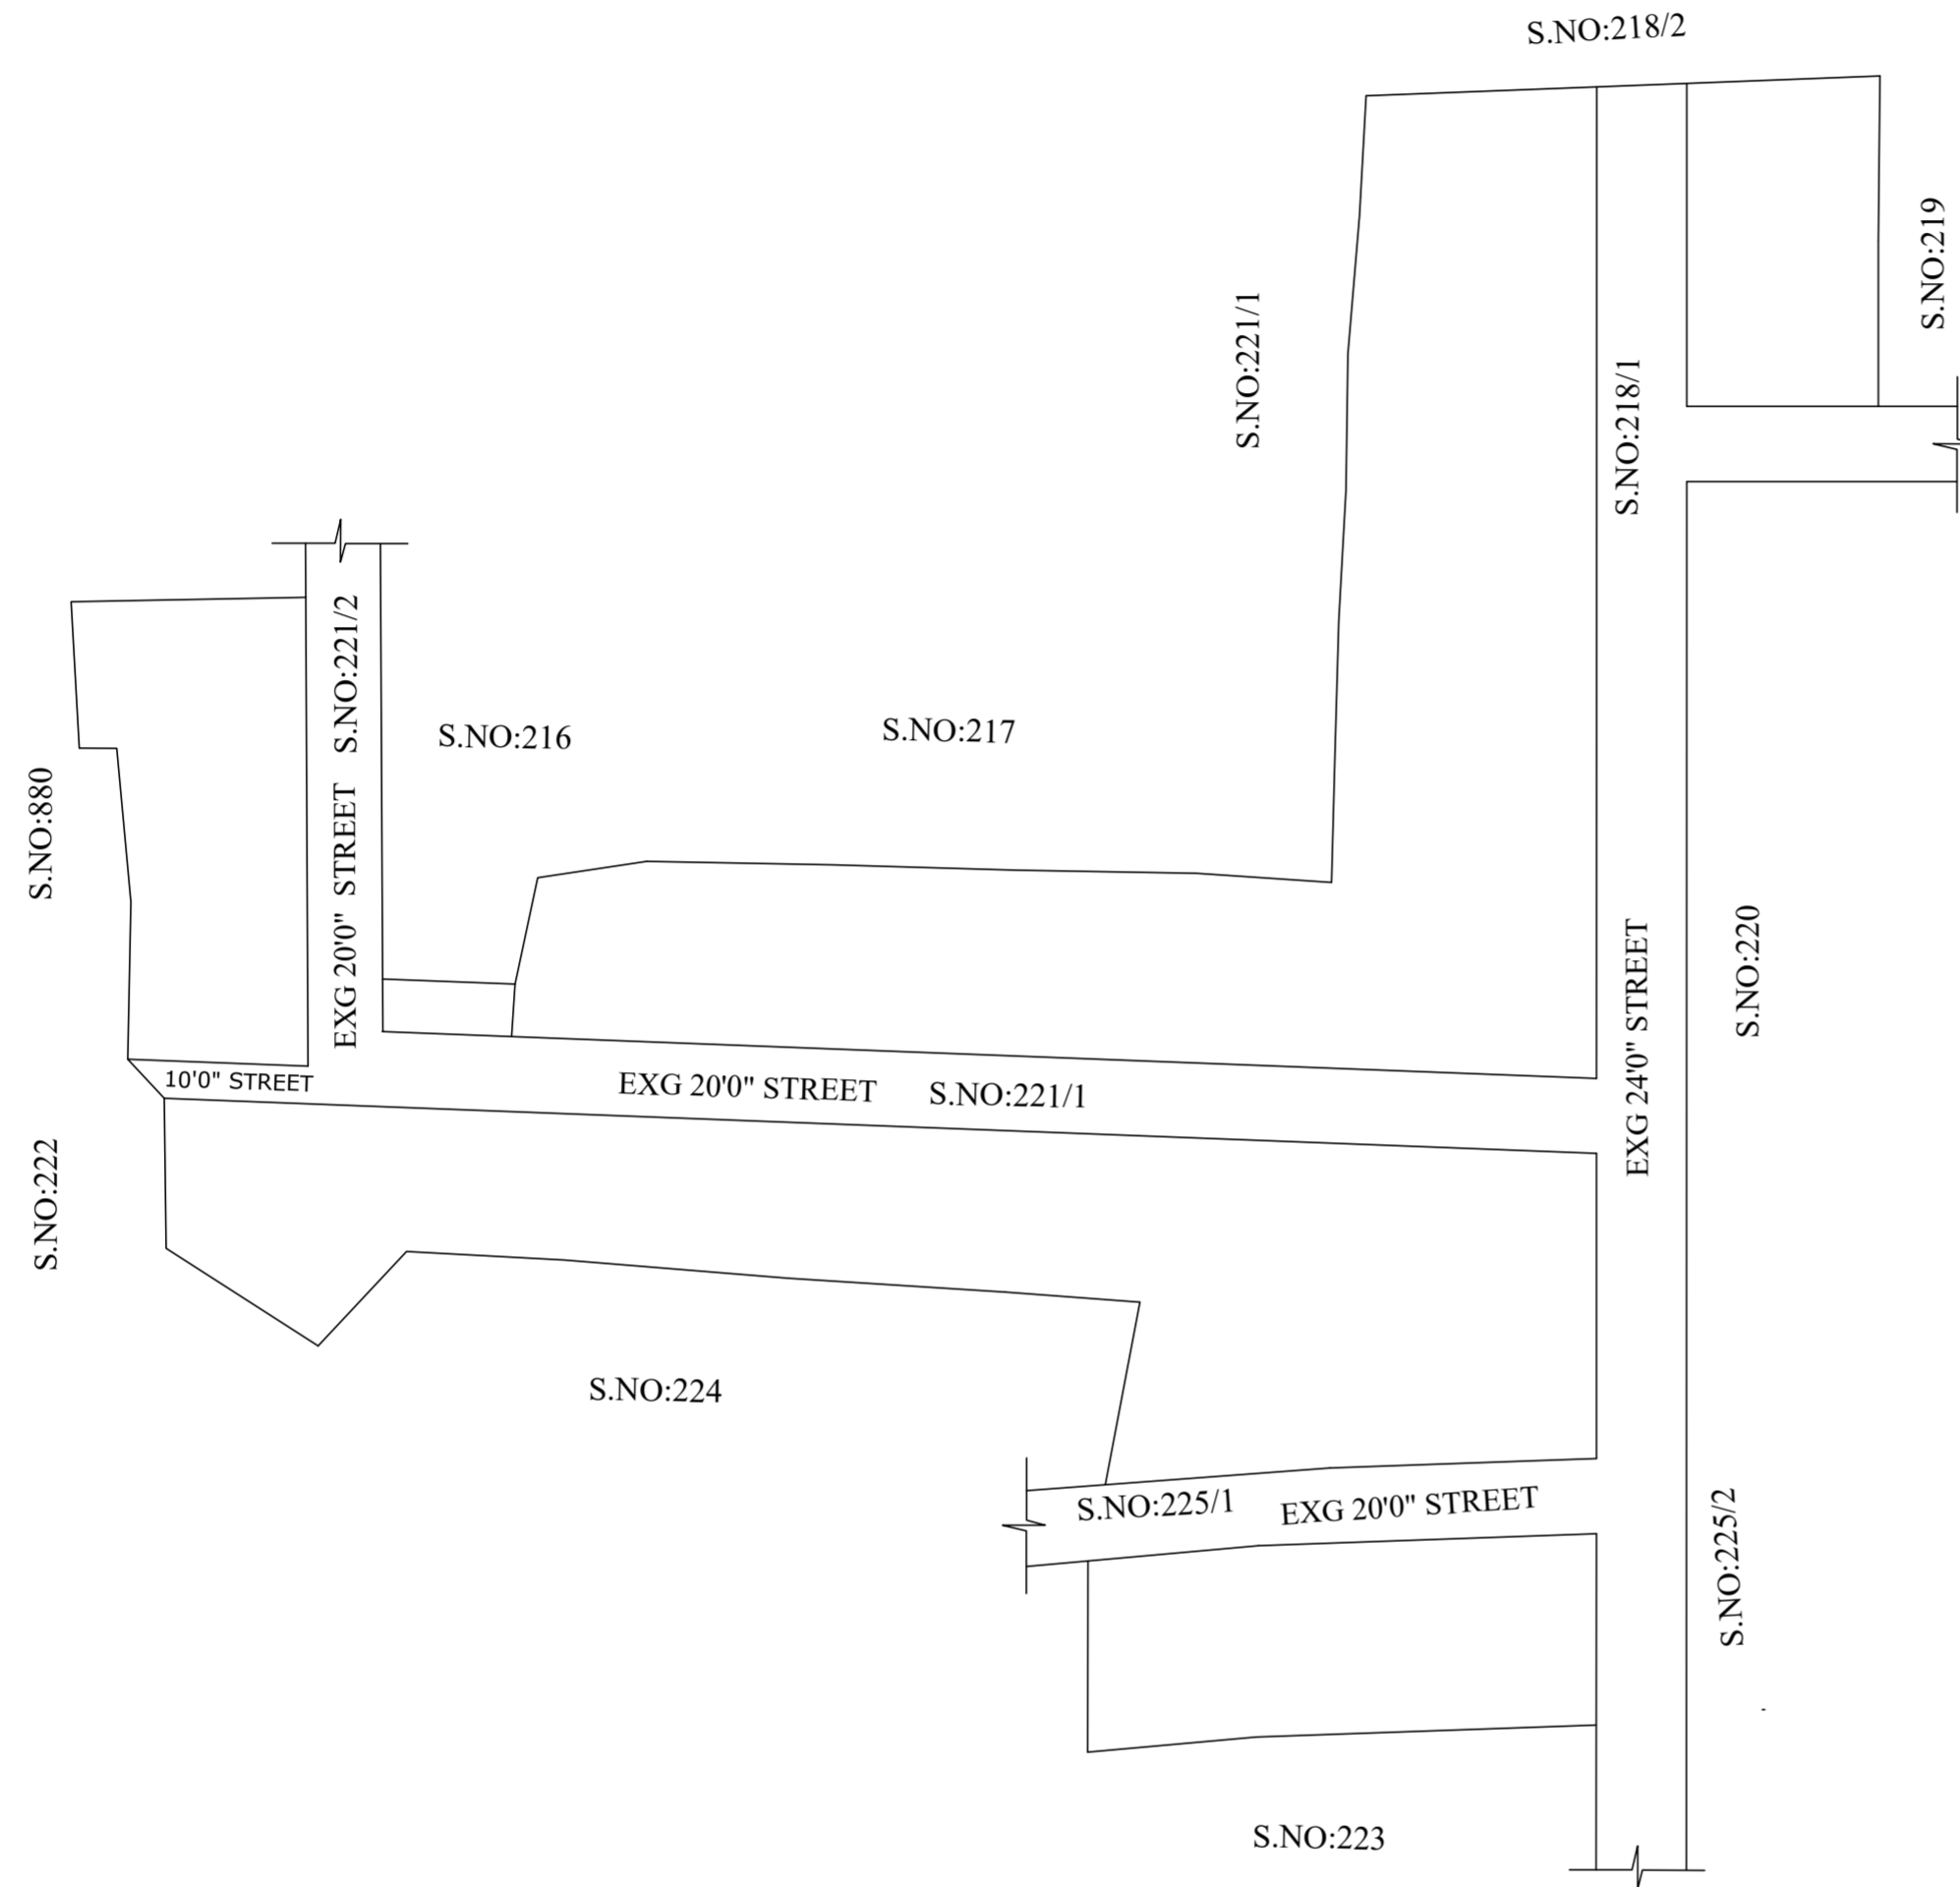 S.NO:218/2
S.NO:219
S.NO:221/1
S.NO:218/1
EXG 20'0" STREET S.NO:221/2
S.NO:216
S.NO:217
S.NO:880
EXG 24'0" STREET
S.NO:220
10'0" STREET
EXG 20'0" STREET S.NO:221/1
S.NO:222
S.NO:224
S.NO:225/1 EXG 20'0" STREET
S.NO:225/2
S.NO:223